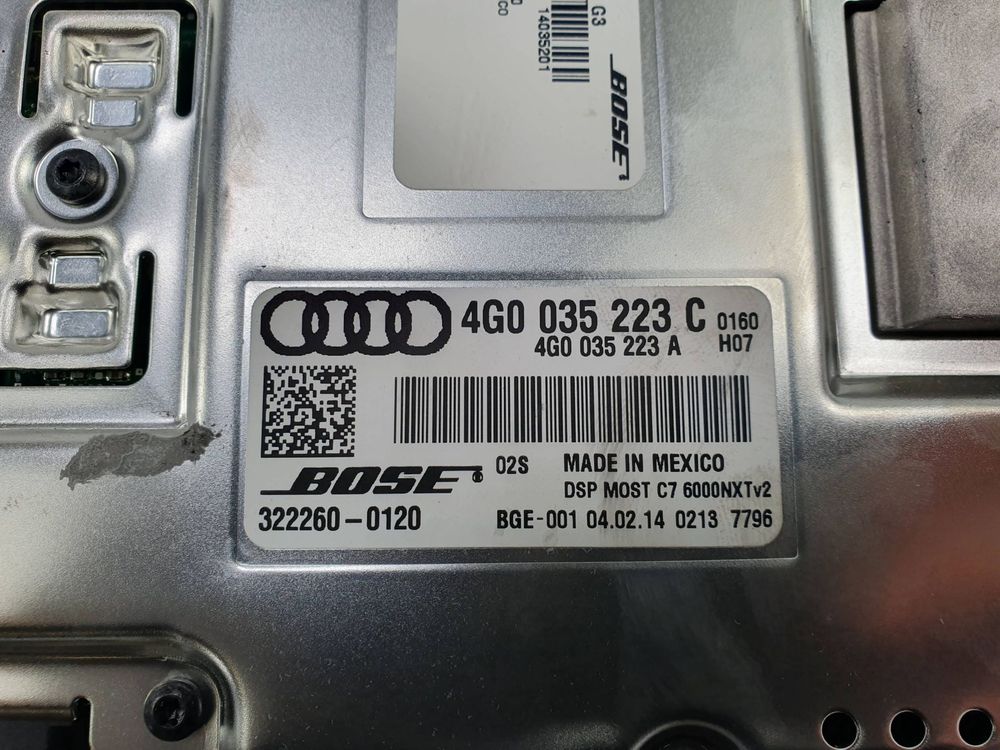 G3
14035201
BOSE
4G0 035 223 C 0160
4G0 035 223 A H07
BOSE 02S MADE IN MEXICO
DSP MOST C7 6000NXTv2
322260-0120 BGE-001 04.02.14 0213 7796